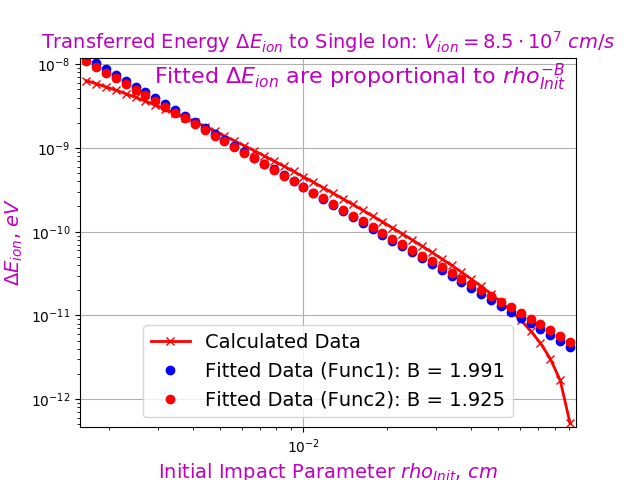 Transferred Energy ΔE_ion to Single Ion: V_ion = 8.5 · 10^7 cm/s
Fitted ΔE_ion are proportional to rho_Init^−B
10^−8
10^−9
10^−10
10^−11
10^−12
ΔE_ion, eV
Calculated Data
Fitted Data (Func1): B = 1.991
Fitted Data (Func2): B = 1.925
10^−2
Initial Impact Parameter rho_Init, cm